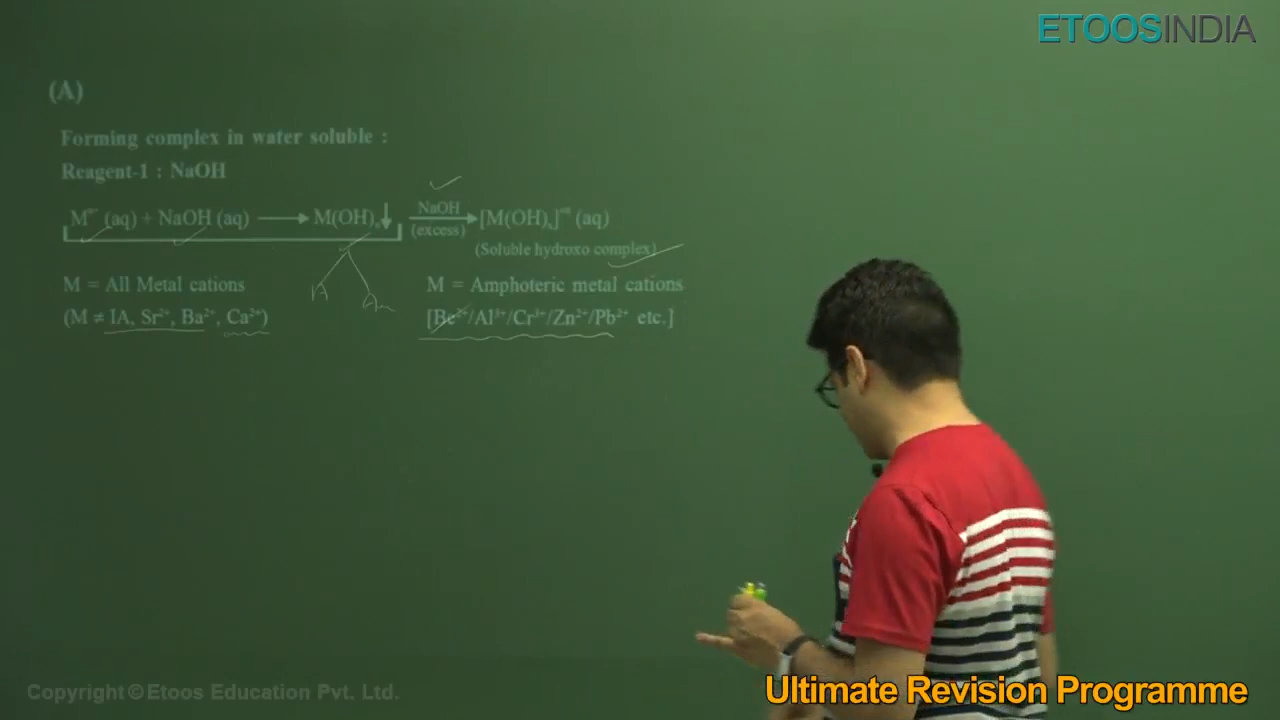 ETOOSINDIA
(A)
Forming complex in water soluble :
Reagent-1 : NaOH
Mⁿ⁺ (aq) + NaOH (aq) ⟶ M(OH)ₙ↓ NaOH (excess) ⟶ [M(OH)ₓ] (aq)
(Soluble hydroxo complex)
A Am
M = All Metal cations M = Amphoteric metal cations
(M ≠ IA, Sr²⁺, Ba²⁺, Ca²⁺) [Be²⁺/Al³⁺/Cr³⁺/Zn²⁺/Pb²⁺ etc.]
Copyright © Etoos Education Pvt. Ltd.
Ultimate Revision Programme